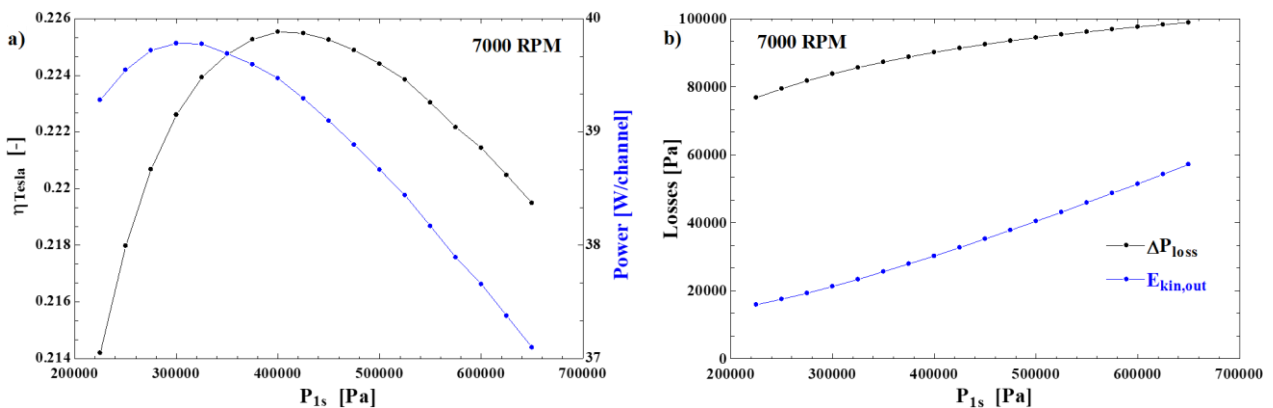 a)
7000 RPM
0.226
0.224
0.222
0.22
0.218
0.216
0.214
ηTesla [-]
40
39
38
37
Power [W/channel]
200000 300000 400000 500000 600000 700000
P1s [Pa]
b)
7000 RPM
100000
80000
60000
40000
20000
0
Losses [Pa]
ΔPloss
Ekin,out
200000 300000 400000 500000 600000 700000
P1s [Pa]